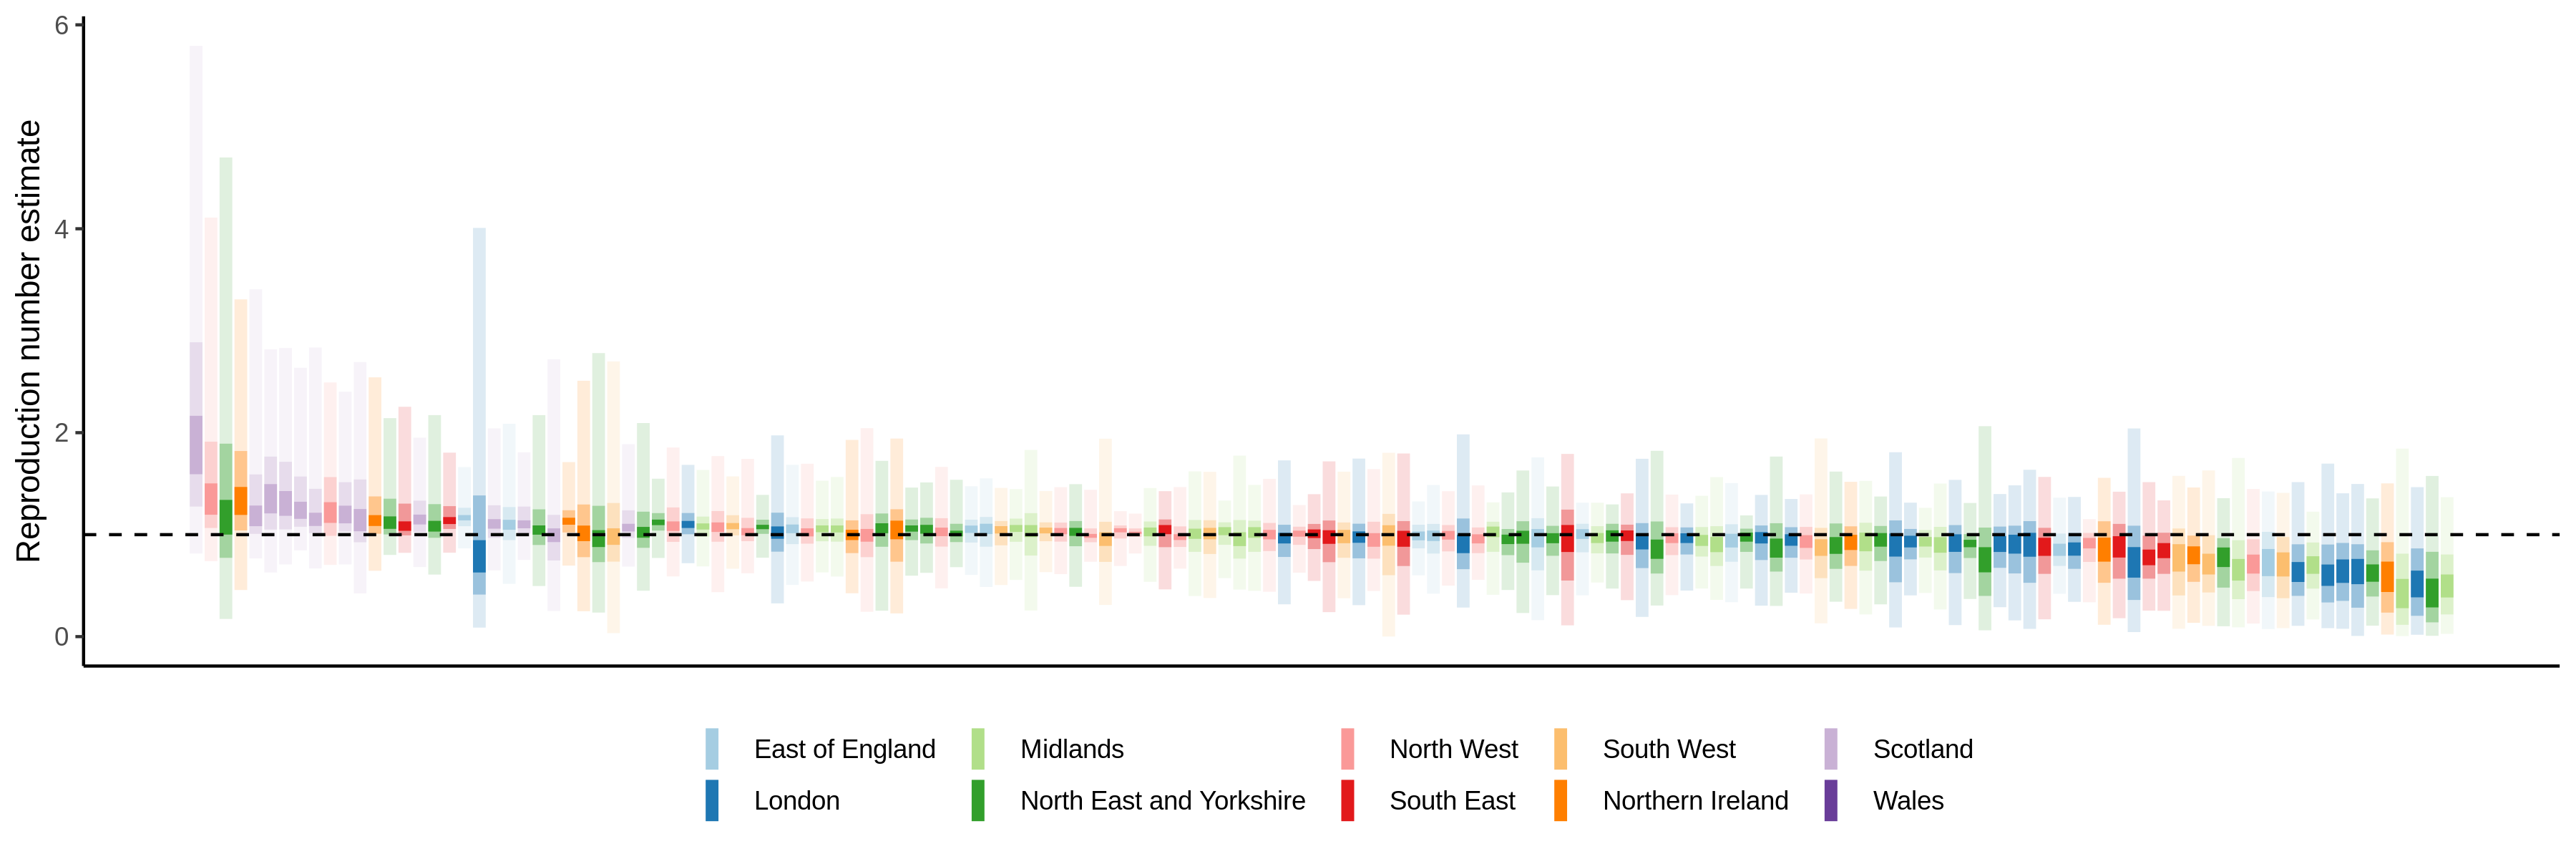 6
4
2
0
Reproduction number estimate
East of England
Midlands
North West
South West
Scotland
London
North East and Yorkshire
South East
Northern Ireland
Wales